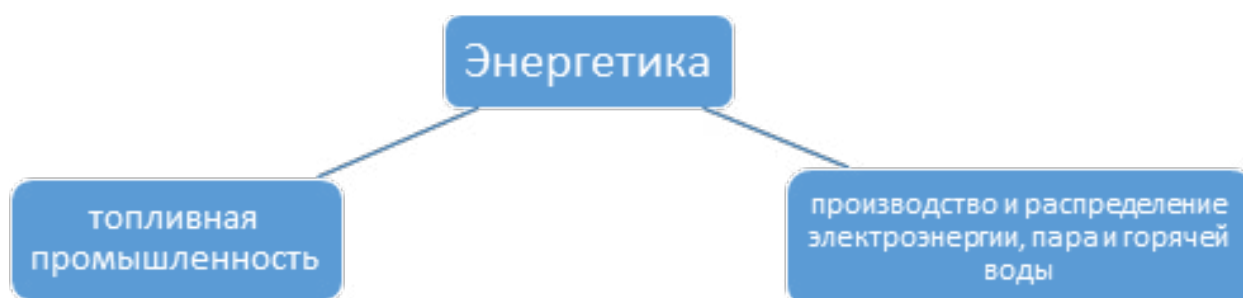 Энергетика
топливная
промышленность
производство и распределение
электроэнергии, пара и горячей
воды